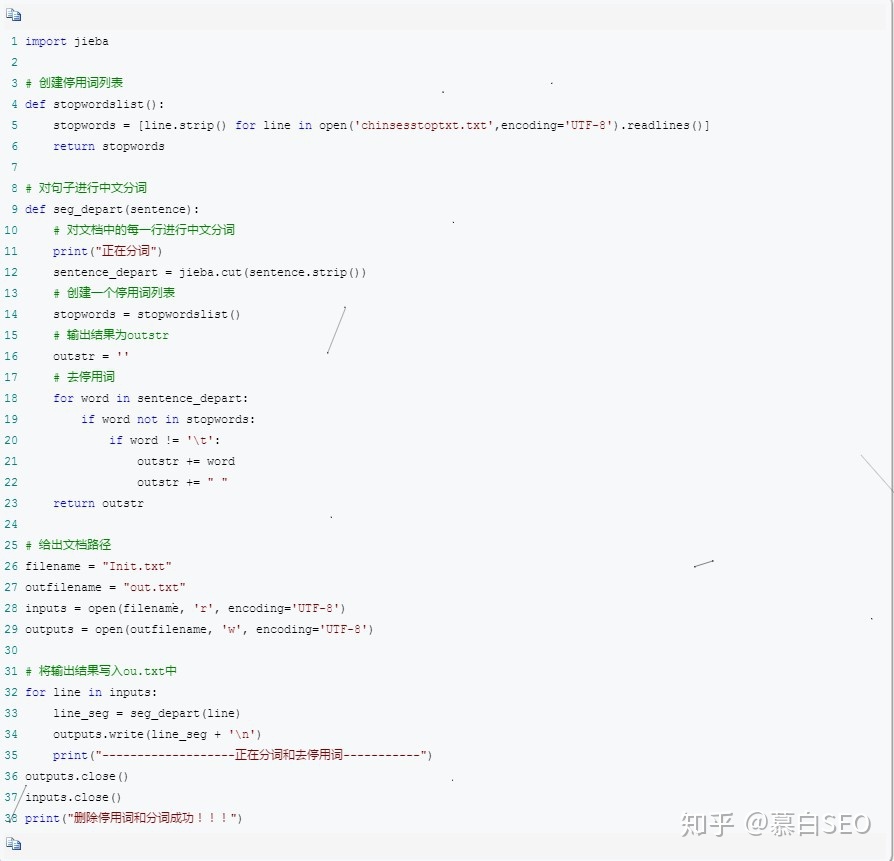 1 import jieba
2
3 # 创建停用词列表
4 def stopwordslist():
5     stopwords = [line.strip() for line in open('chinsesstoptxt.txt',encoding='UTF-8').readlines()]
6     return stopwords
7
8 # 对句子进行中文分词
9 def seg_depart(sentence):
10     # 对文档中的每一行进行中文分词
11     print("正在分词")
12     sentence_depart = jieba.cut(sentence.strip())
13     # 创建一个停用词列表
14     stopwords = stopwordslist()
15     # 输出结果为outstr
16     outstr = ''
17     # 去停用词
18     for word in sentence_depart:
19         if word not in stopwords:
20             if word != '\t':
21                 outstr += word
22                 outstr += " "
23     return outstr
24
25 # 给出文档路径
26 filename = "Init.txt"
27 outfilename = "out.txt"
28 inputs = open(filename, 'r', encoding='UTF-8')
29 outputs = open(outfilename, 'w', encoding='UTF-8')
30
31 # 将输出结果写入ou.txt中
32 for line in inputs:
33     line_seg = seg_depart(line)
34     outputs.write(line_seg + '\n')
35     print("-------------------正在分词和去停用词-----------")
36 outputs.close()
37 inputs.close()
38 print("删除停用词和分词成功！！！")
知乎 @慕白SEO